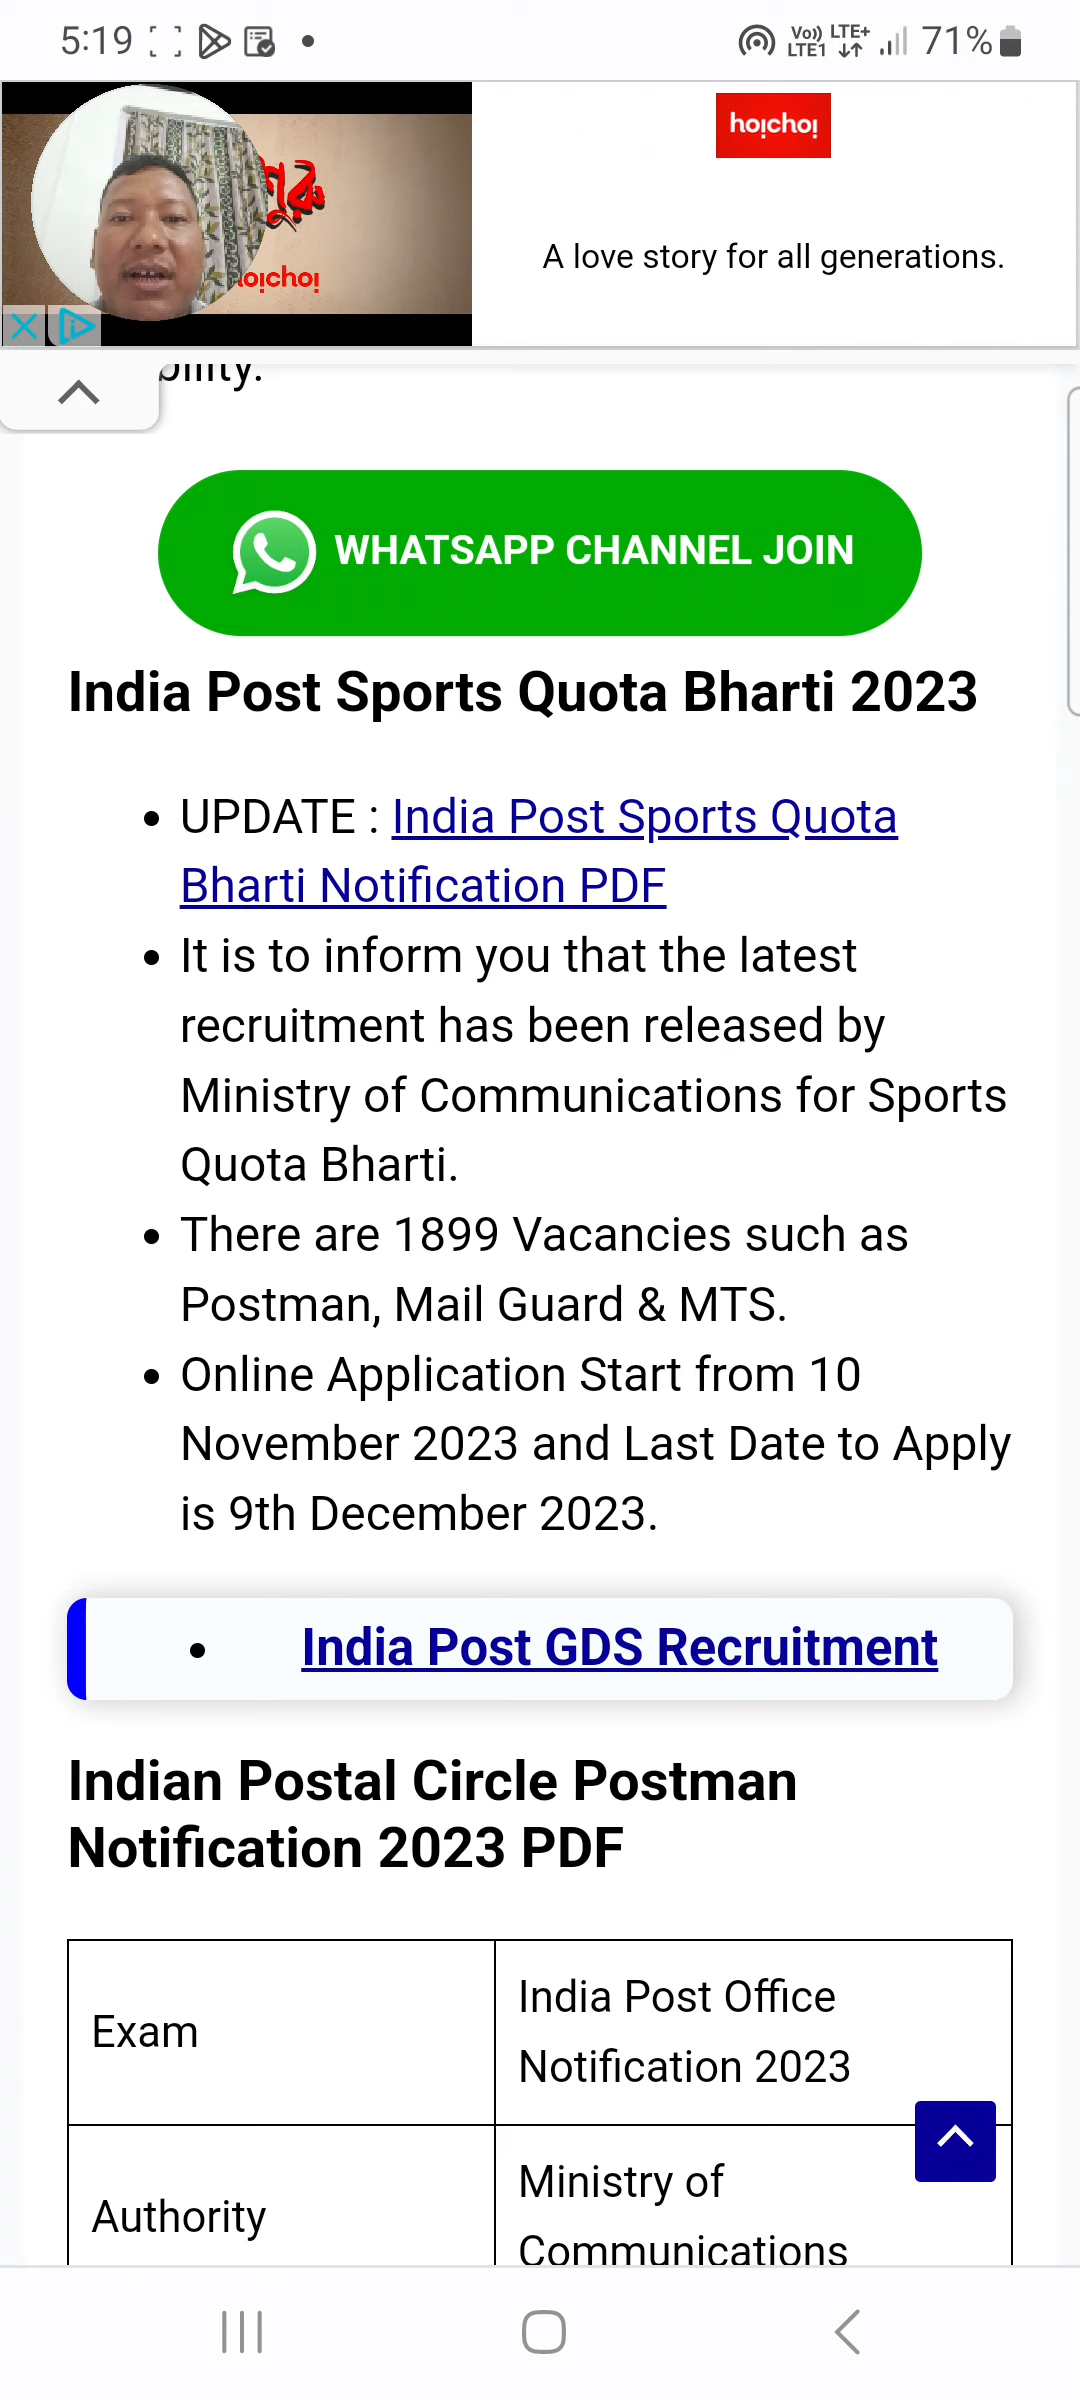 5:19
Vo)) LTE+
LTE1
71%
hoichoi
A love story for all generations.
hoichoi
WHATSAPP CHANNEL JOIN
India Post Sports Quota Bharti 2023
UPDATE : India Post Sports Quota
Bharti Notification PDF
It is to inform you that the latest
recruitment has been released by
Ministry of Communications for Sports
Quota Bharti.
There are 1899 Vacancies such as
Postman, Mail Guard & MTS.
Online Application Start from 10
November 2023 and Last Date to Apply
is 9th December 2023.
India Post GDS Recruitment
Indian Postal Circle Postman
Notification 2023 PDF
Exam
India Post Office
Notification 2023
Authority
Ministry of
Communications